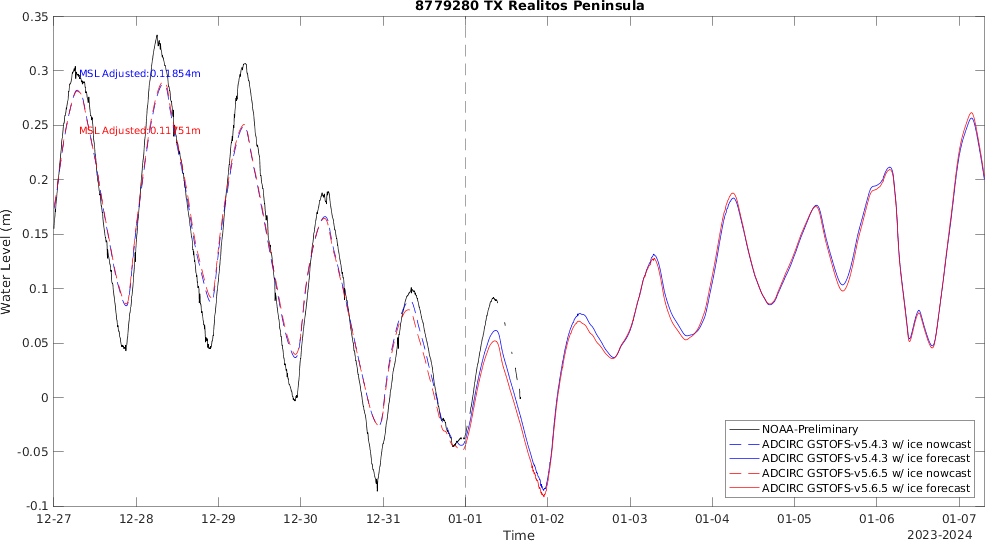 8779280 TX Realitos Peninsula
0.35
0.3
0.25
0.2
0.15
0.1
0.05
0
-0.05
-0.1
Water Level (m)
MSL Adjusted:0.11854m
MSL Adjusted:0.11751m
NOAA-Preliminary
ADCIRC GSTOFS-v5.4.3 w/ ice nowcast
ADCIRC GSTOFS-v5.4.3 w/ ice forecast
ADCIRC GSTOFS-v5.6.5 w/ ice nowcast
ADCIRC GSTOFS-v5.6.5 w/ ice forecast
12-27 12-28 12-29 12-30 12-31 01-01 01-02 01-03 01-04 01-05 01-06 01-07
Time
2023-2024